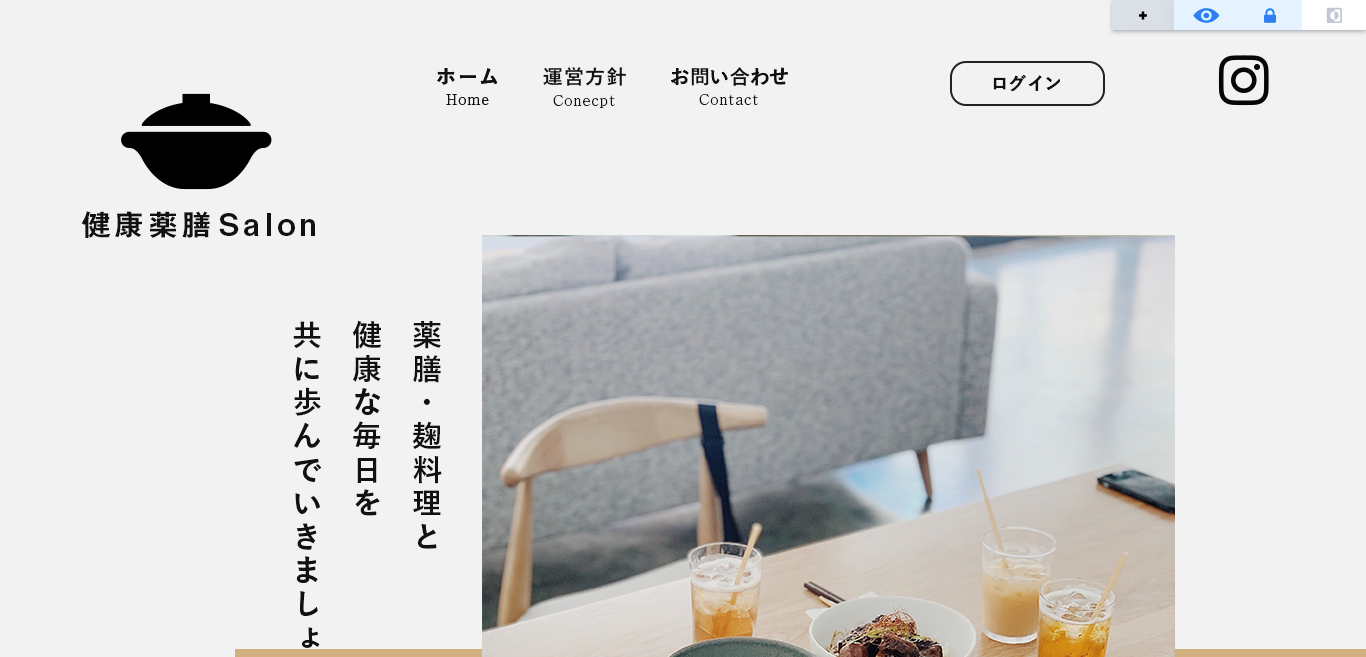 ホーム
Home
運営方針
Conecpt
お問い合わせ
Contact
ログイン
健康薬膳Salon
薬膳・麹料理と
健康な毎日を
共に歩んでいきましょ